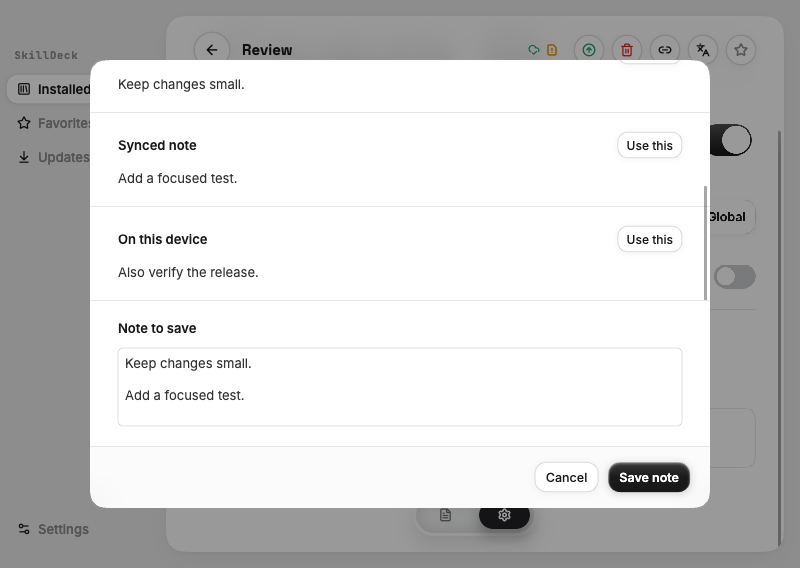 SkillDeck
Installed
Favorites
Updates
Settings
Review
Global
Keep changes small.
Synced note
Use this
Add a focused test.
On this device
Use this
Also verify the release.
Note to save
Keep changes small.
Add a focused test.
Cancel
Save note